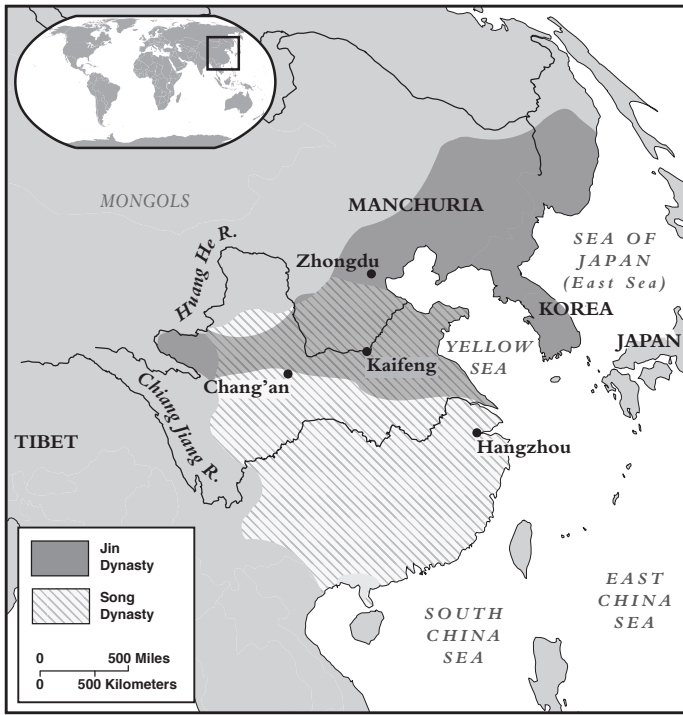 MONGOLS
MANCHURIA
Huang He R.
Zhongdu
SEA OF
JAPAN
(East Sea)
KOREA
JAPAN
YELLOW
SEA
Kaifeng
Chang’an
Chiang Jiang R.
TIBET
Hangzhou
Jin
Dynasty
Song
Dynasty
0 500 Miles
0 500 Kilometers
SOUTH
CHINA
SEA
EAST
CHINA
SEA